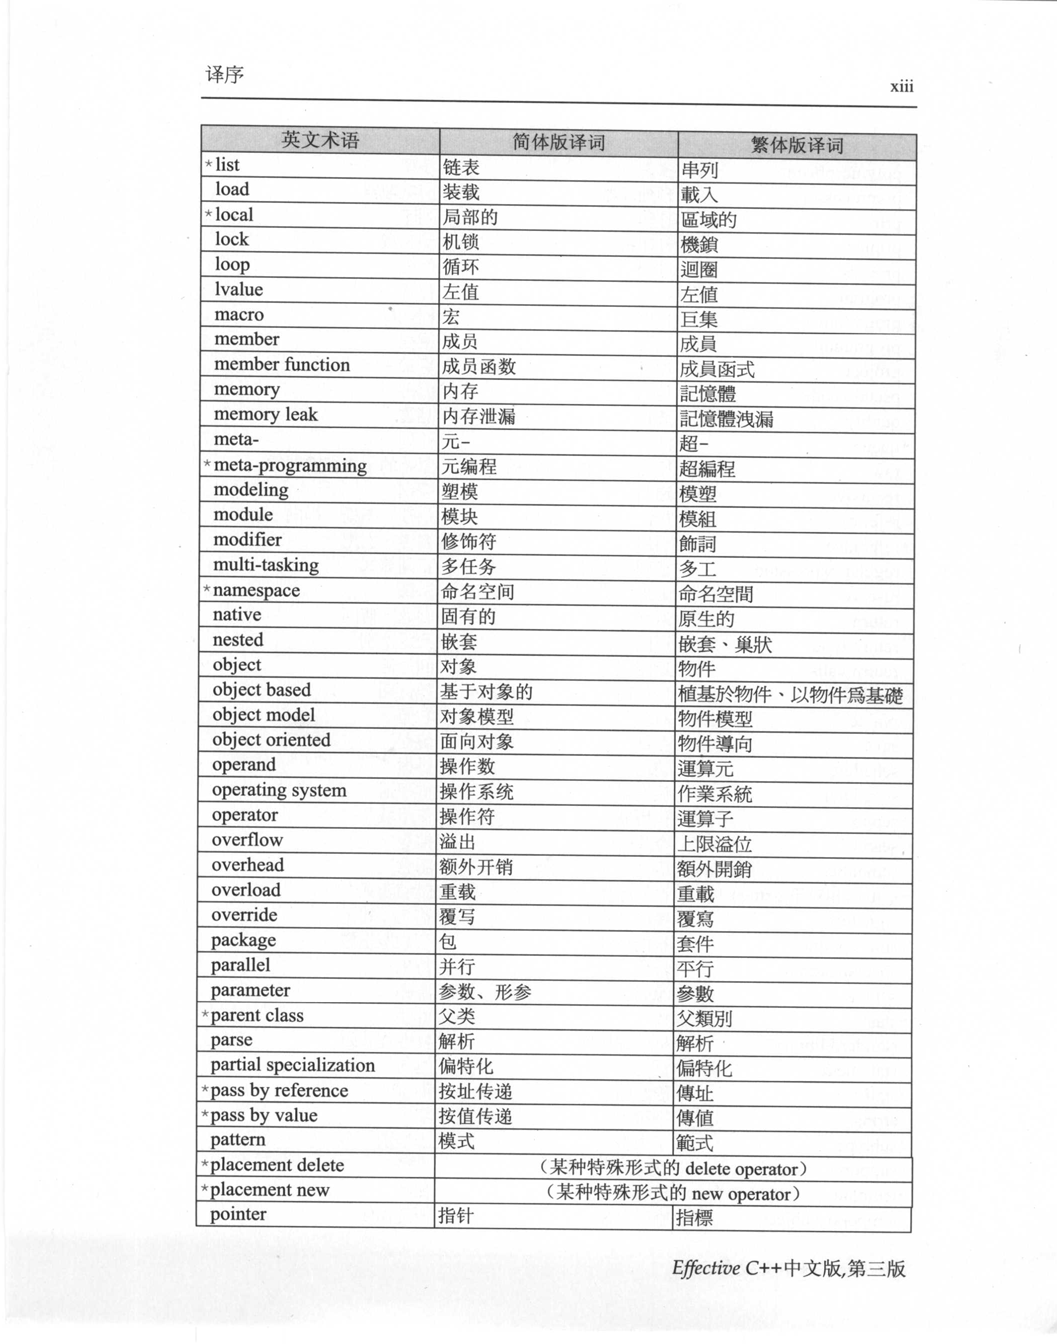 译序
xiii
英文术语 简体版译词 繁体版译词
*list 链表 串列
load 装载 載入
*local 局部的 區域的
lock 机锁 機鎖
loop 循环 迴圈
lvalue 左值 左値
macro 宏 巨集
member 成员 成員
member function 成员函数 成員函式
memory 内存 記憶體
memory leak 内存泄漏 記憶體洩漏
meta- 元- 超-
*meta-programming 元编程 超編程
modeling 塑模 模塑
module 模块 模組
modifier 修饰符 飾詞
multi-tasking 多任务 多工
*namespace 命名空间 命名空間
native 固有的 原生的
nested 嵌套 嵌套、巢狀
object 对象 物件
object based 基于对象的 植基於物件、以物件爲基礎
object model 对象模型 物件模型
object oriented 面向对象 物件導向
operand 操作数 運算元
operating system 操作系统 作業系統
operator 操作符 運算子
overflow 溢出 上限溢位
overhead 额外开销 額外開銷
overload 重载 重載
override 覆写 覆寫
package 包 套件
parallel 并行 平行
parameter 参数、形参 參數
*parent class 父类 父類別
parse 解析 解析
partial specialization 偏特化 偏特化
*pass by reference 按址传递 傳址
*pass by value 按值传递 傳値
pattern 模式 範式
*placement delete （某种特殊形式的 delete operator）
*placement new （某种特殊形式的 new operator）
pointer 指针 指標
Effective C++中文版,第三版